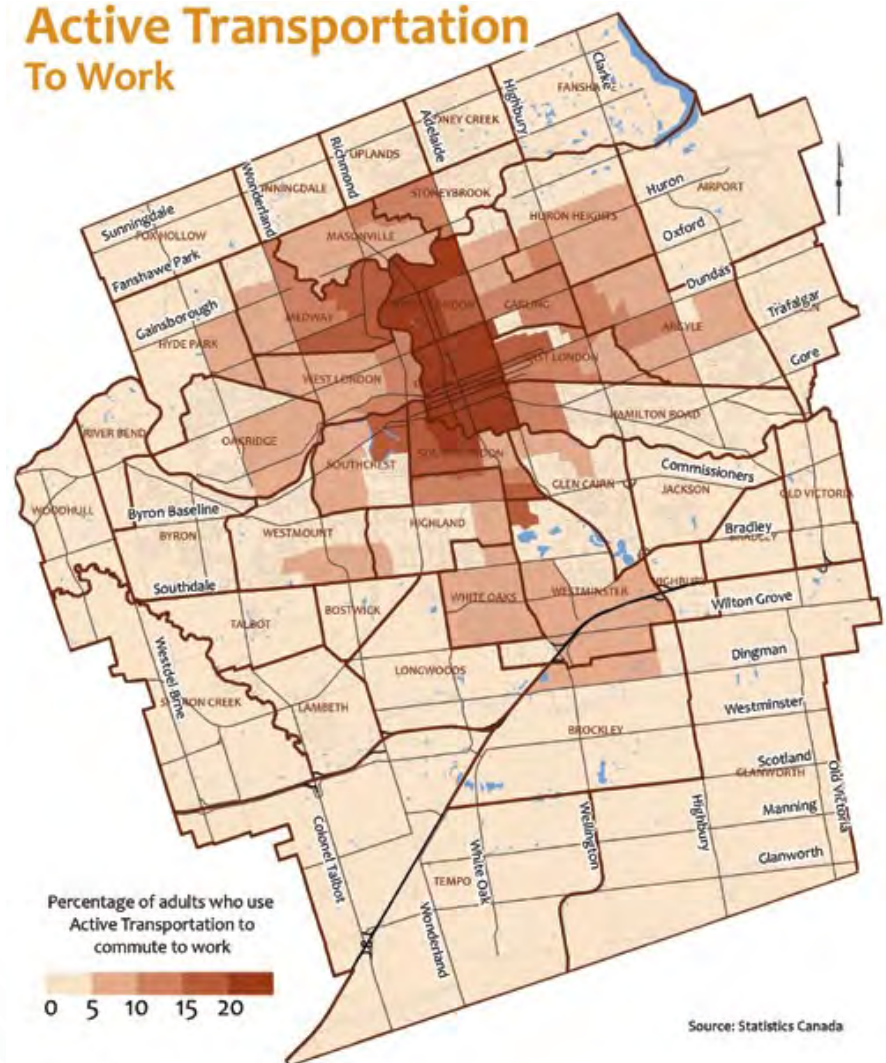 Active Transportation
To Work
Clarke
Highbury
Adelaide
Richmond
Wonderland
STONEYBROOK
UPLANDS
Sunningdale
FOX HOLLOW
Fanshawe Park
MASONVILLE
HURON HEIGHTS
Huron
AIRPORT
Oxford
Gainsborough
HYDE PARK
MEDWAY
CARLING
Dundas
ARGYLE
Trafalgar
Gore
WEST LONDON
HAMILTON ROAD
RIVER BEND
OAKRIDGE
SOUTHCREST
Commissioners
GLEN CAIRN
JACKSON
OLD VICTORIA
WOODHULL
Byron Baseline
BYRON
WESTMOUNT
HIGHLAND
Bradley
Southdale
WHITE OAKS
WESTMINSTER
Wilton Grove
TALBOT
BOSTWICK
Westdel Brne
LONGWOODS
Dingman
LAMBETH
Westminster
BROCKLEY
Scotland
GLANWORTH
Old Victoria
Manning
Colonel Talbot
White Oak
Wellington
Highbury
Glanworth
TEMPO
Wonderland
Percentage of adults who use
Active Transportation to
commute to work
0 5 10 15 20
Source: Statistics Canada